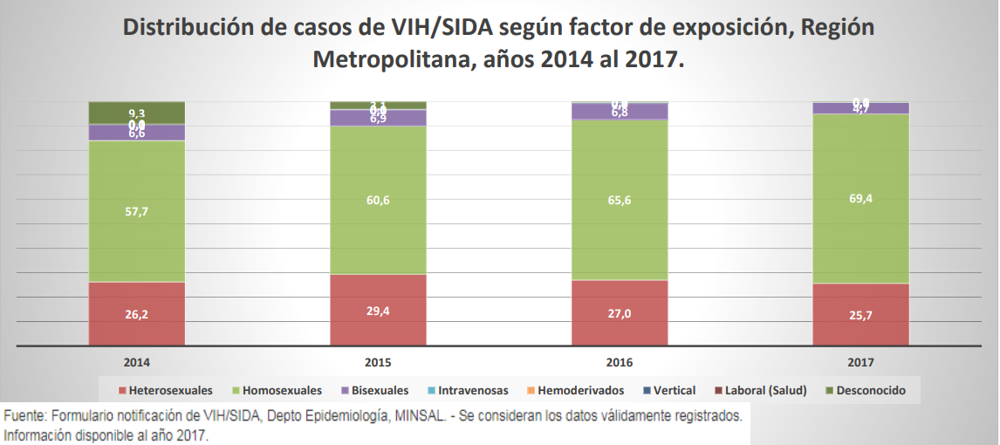 Distribución de casos de VIH/SIDA según factor de exposición, Región
Metropolitana, años 2014 al 2017.
9,3
6,6
6,9
6,8
4,7
57,7
60,6
65,6
69,4
26,2
29,4
27,0
25,7
2014
2015
2016
2017
Heterosexuales
Homosexuales
Bisexuales
Intravenosas
Hemoderivados
Vertical
Laboral (Salud)
Desconocido
Fuente: Formulario notificación de VIH/SIDA, Depto Epidemiología, MINSAL. - Se consideran los datos válidamente registrados.
Información disponible al año 2017.